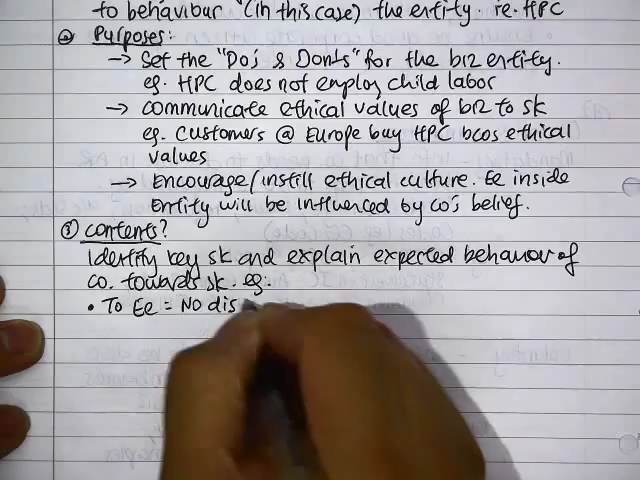 to behaviour (in this case) the entity. ie. HPC
② Purposes:
→ Set the "Do's & Dont's" for the biz entity.
eg. HPC does not employ child labor
→ communicate ethical values of biz to sk
eg. customers @ Europe buy HPC bcos ethical
values
→ Encourage/instill ethical culture. Ee inside
Entity will be influenced by co's belief.
③ contents?
Identify key sk and explain expected behavior of
co. towards sk. eg:.
• To Ee = No dis